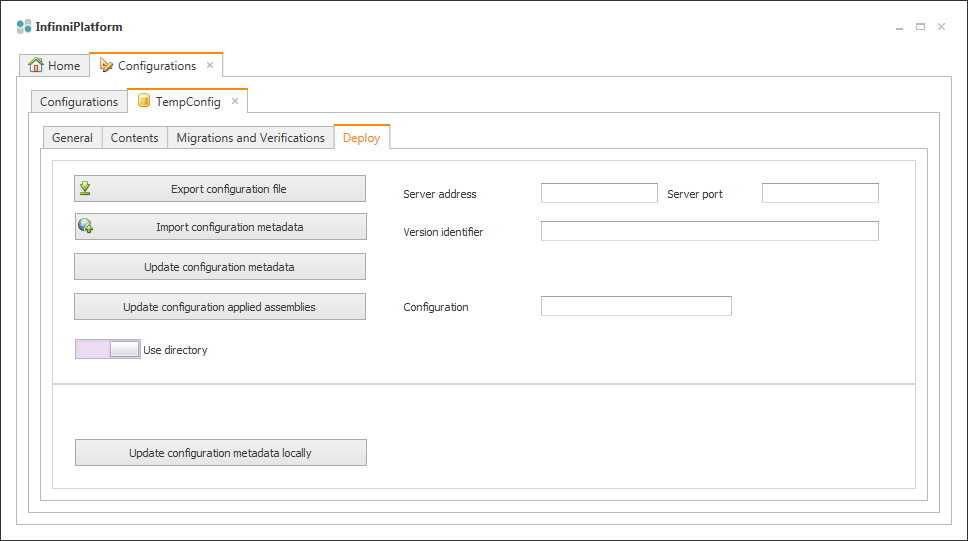 InfinniPlatform
Home
Configurations
Configurations
TempConfig
General
Contents
Migrations and Verifications
Deploy
Export configuration file
Server address
Server port
Import configuration metadata
Version identifier
Update configuration metadata
Update configuration applied assemblies
Configuration
Use directory
Update configuration metadata locally